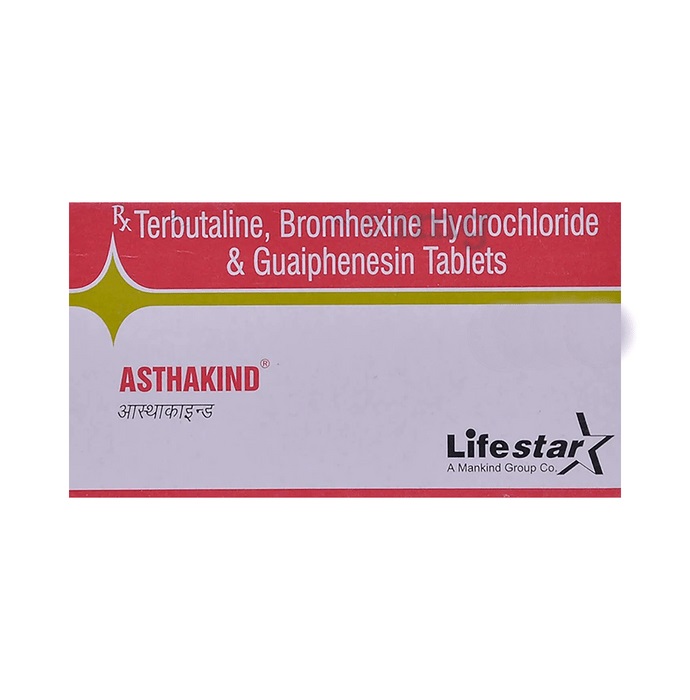 Rx Terbutaline, Bromhexine Hydrochloride
& Guaiphenesin Tablets
ASTHAKIND®
आस्थाकाइन्ड
Lifestar
A Mankind Group Co.